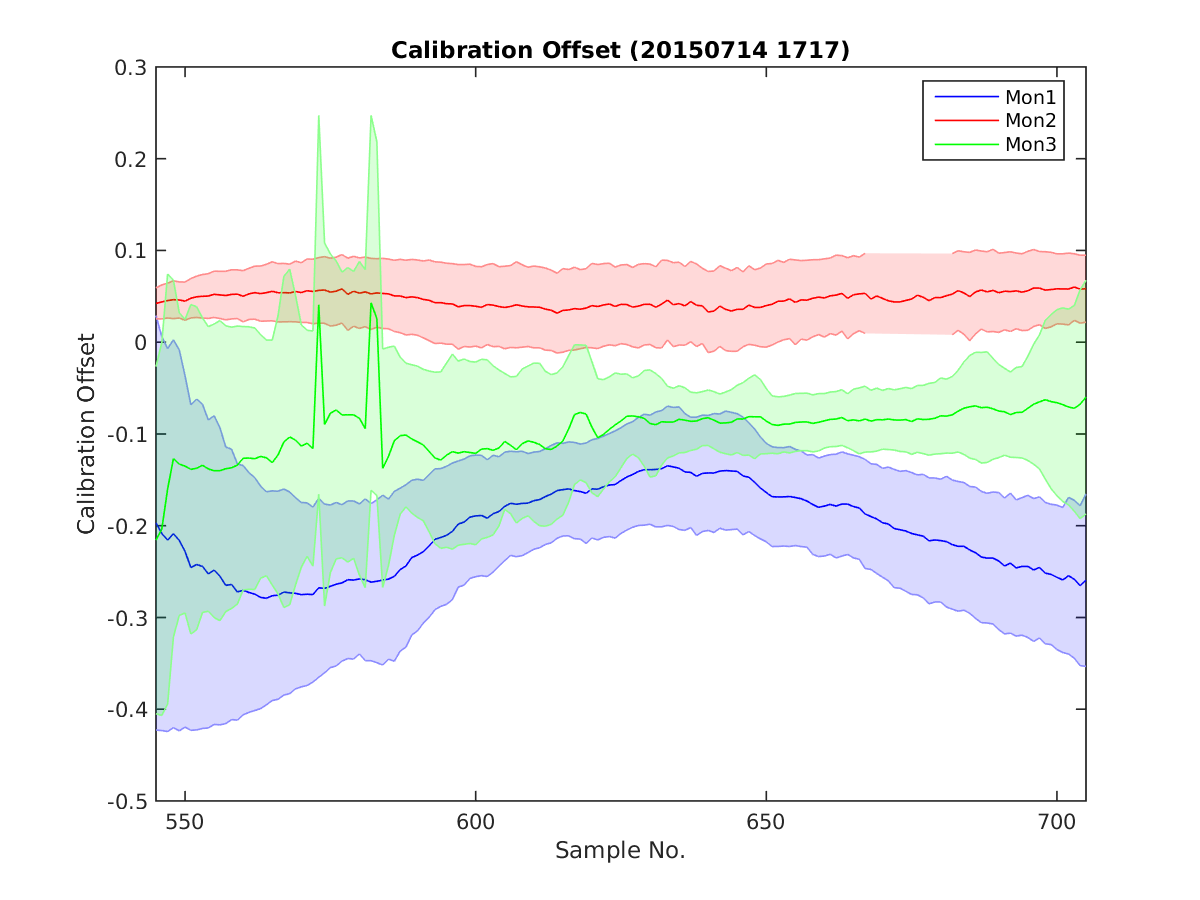 Calibration Offset (20150714 1717)
Mon1
Mon2
Mon3
0.3
0.2
0.1
0
-0.1
-0.2
-0.3
-0.4
-0.5
Calibration Offset
550 600 650 700
Sample No.